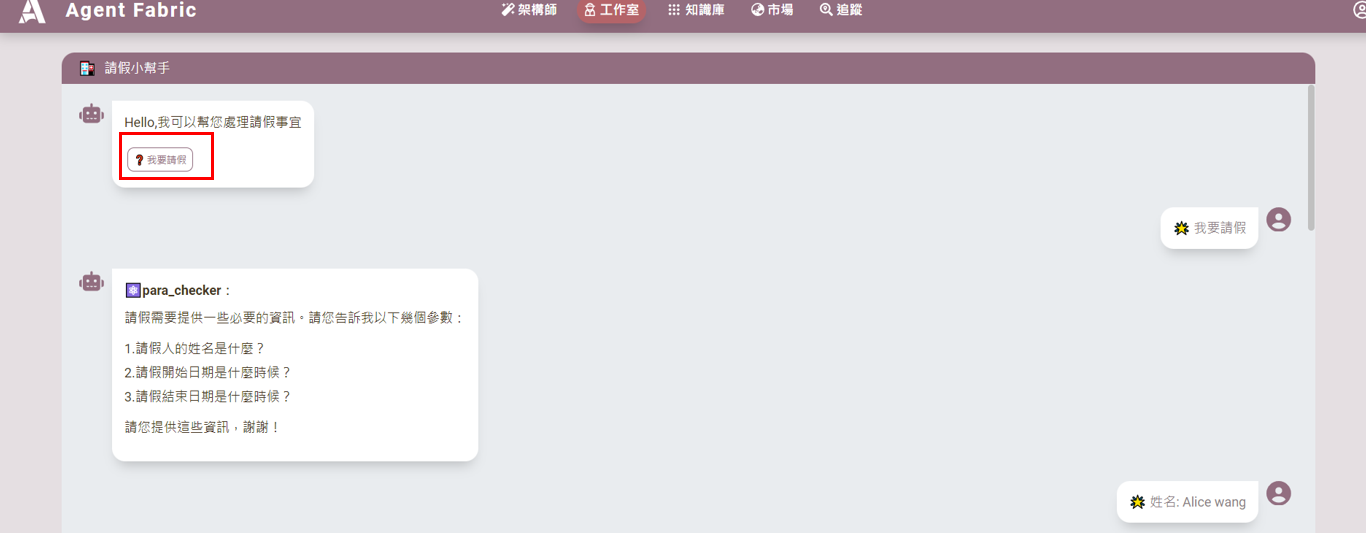 Agent Fabric
架構師
工作室
知識庫
市場
追蹤
請假小幫手
Hello,我可以幫您處理請假事宜
我要請假
我要請假
para_checker：
請假需要提供一些必要的資訊。請您告訴我以下幾個參數：
1.請假人的姓名是什麼？
2.請假開始日期是什麼時候？
3.請假結束日期是什麼時候？
請您提供這些資訊，謝謝！
姓名: Alice wang